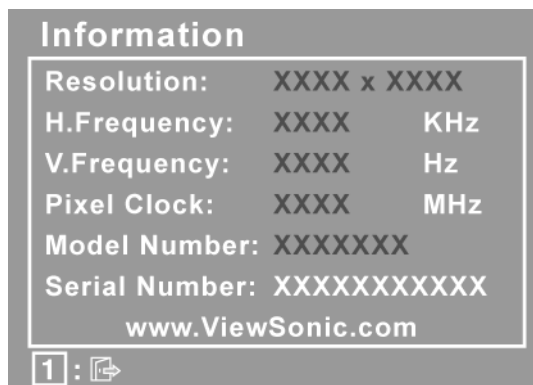 Information
Resolution: XXXX x XXXX
H.Frequency: XXXX KHz
V.Frequency: XXXX Hz
Pixel Clock: XXXX MHz
Model Number: XXXXXXX
Serial Number: XXXXXXXXXXX
www.ViewSonic.com
1 :